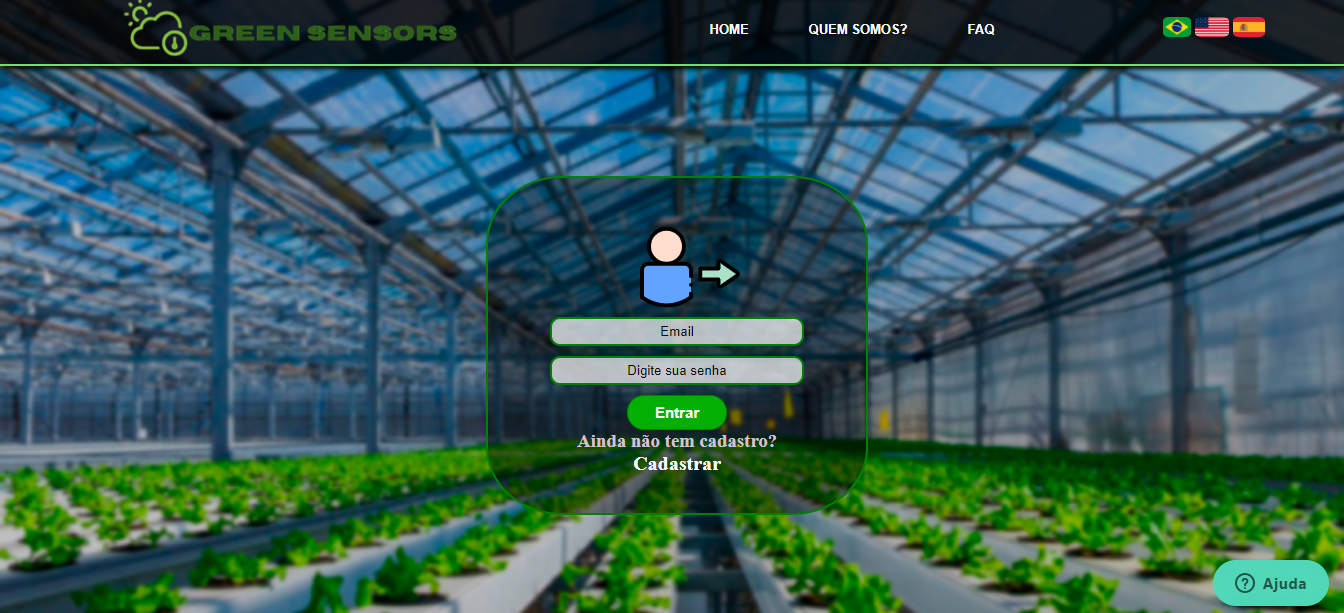 GREEN SENSORS
HOME
QUEM SOMOS?
FAQ
Email
Digite sua senha
Entrar
Ainda não tem cadastro?
Cadastrar
Ajuda